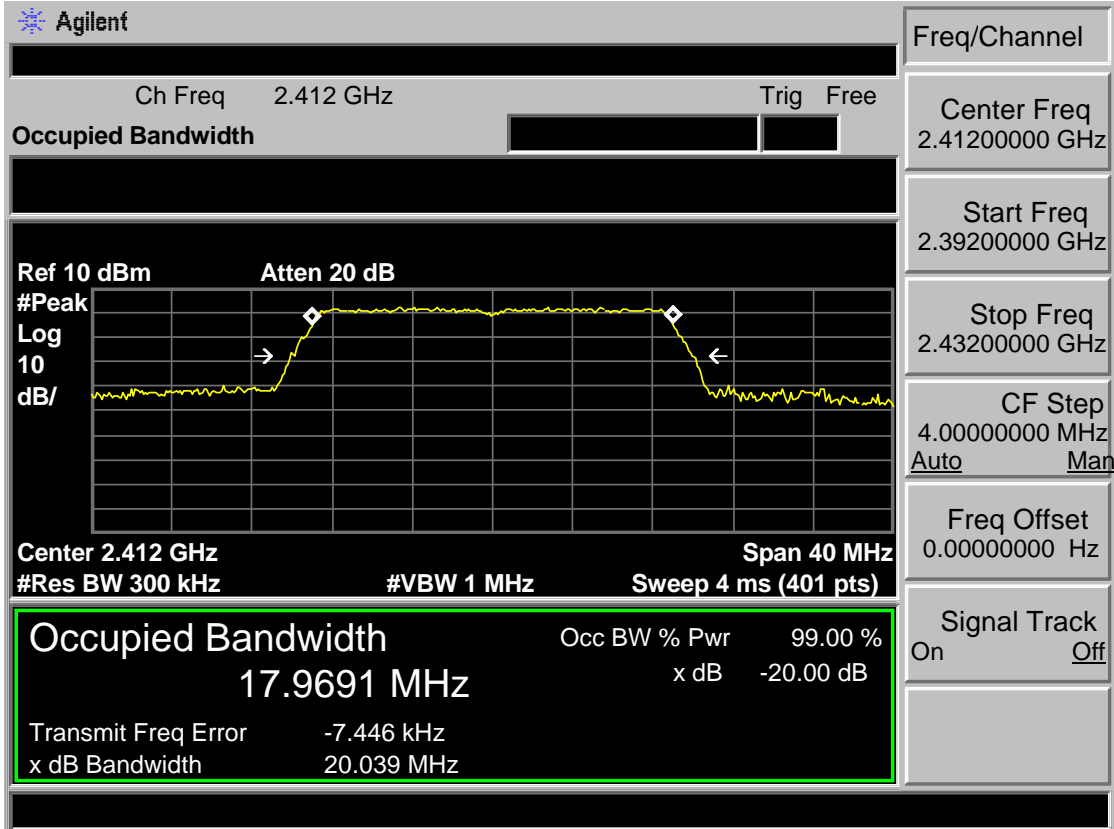 Agilent
Freq/Channel
Ch Freq 2.412 GHz Trig Free
Occupied Bandwidth
Center Freq
2.41200000 GHz
Start Freq
2.39200000 GHz
Stop Freq
2.43200000 GHz
CF Step
4.00000000 MHz
Auto Man
Freq Offset
0.00000000 Hz
Signal Track
On Off
Ref 10 dBm Atten 20 dB
#Peak
Log
10
dB/
Center 2.412 GHz Span 40 MHz
#Res BW 300 kHz #VBW 1 MHz Sweep 4 ms (401 pts)
Occupied Bandwidth Occ BW % Pwr 99.00 %
17.9691 MHz x dB -20.00 dB
Transmit Freq Error -7.446 kHz
x dB Bandwidth 20.039 MHz